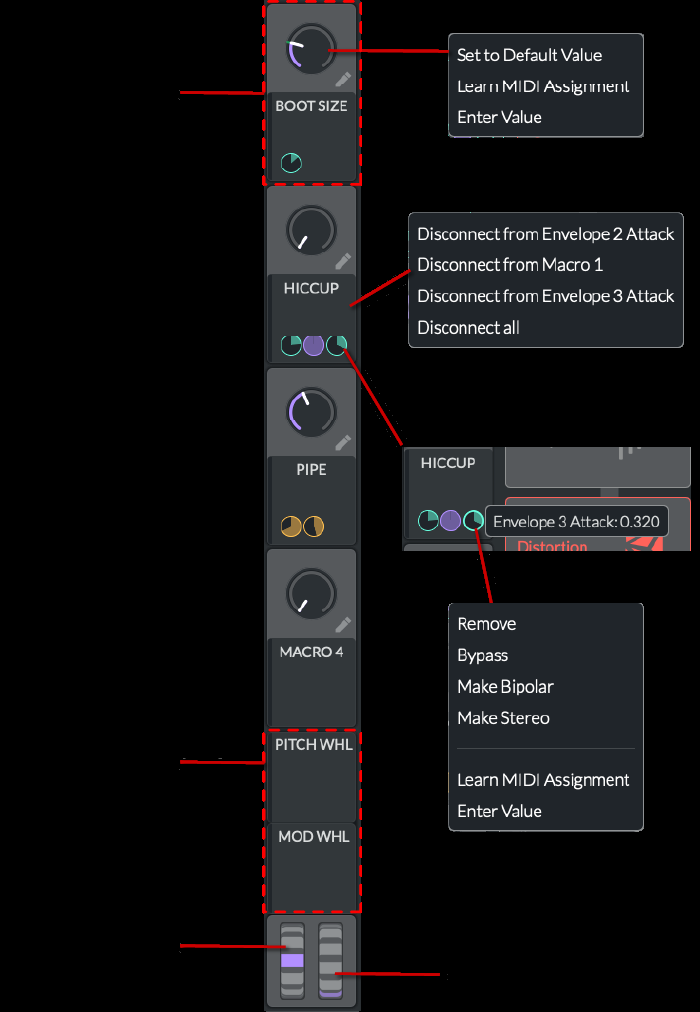 BOOT SIZE
Set to Default Value
Learn MIDI Assignment
Enter Value
HICCUP
Disconnect from Envelope 2 Attack
Disconnect from Macro 1
Disconnect from Envelope 3 Attack
Disconnect all
PIPE
HICCUP
Envelope 3 Attack: 0.320
Distortion
MACRO 4
Remove
Bypass
Make Bipolar
Make Stereo
Learn MIDI Assignment
Enter Value
PITCH WHL
MOD WHL